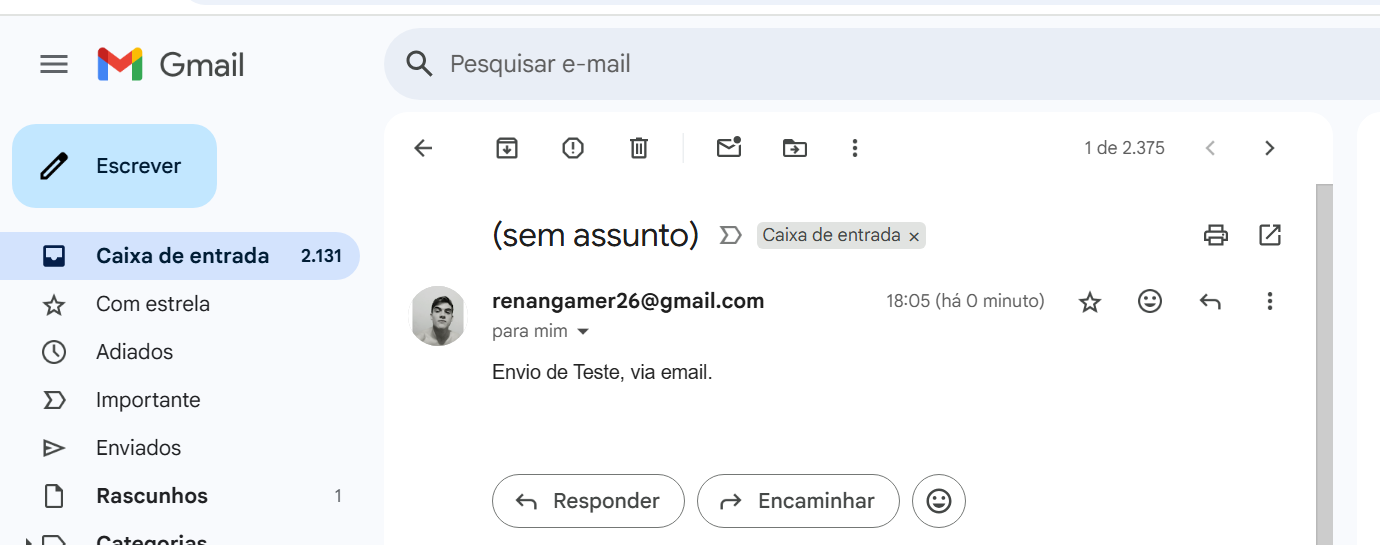 Gmail
Pesquisar e-mail
Escrever
1 de 2.375
(sem assunto)
Caixa de entrada ×
Caixa de entrada 2.131
Com estrela
Adiados
Importante
Enviados
Rascunhos 1
Categorias
renangamer26@gmail.com
18:05 (há 0 minuto)
para mim
Envio de Teste, via email.
Responder
Encaminhar